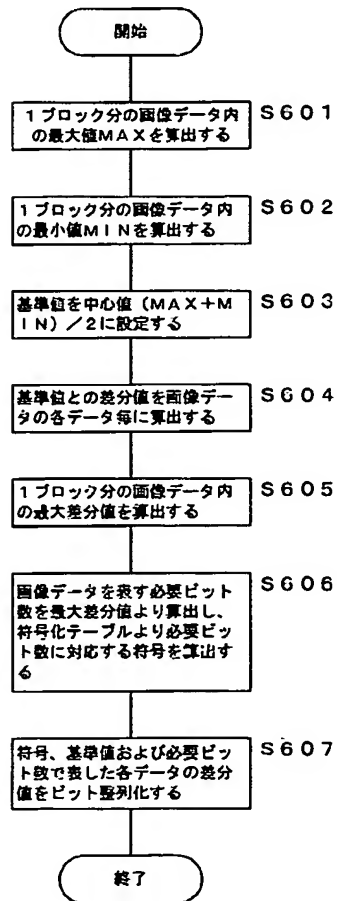 開始
1ブロック分の画像データ内
の最大値MAXを算出する
S601
1ブロック分の画像データ内
の最小値MINを算出する
S602
基準値を中心値(MAX+M
IN)/2に設定する
S603
基準値との差分値を画像デー
タの各データ毎に算出する
S604
1ブロック分の画像データ内
の最大差分値を算出する
S605
画像データを表す必要ビット
数を最大差分値より算出し、
符号化テーブルより必要ビッ
ト数に対応する符号を算出す
る
S606
符号、基準値および必要ビッ
ト数で表した各データの差分
値をビット整列化する
S607
終了